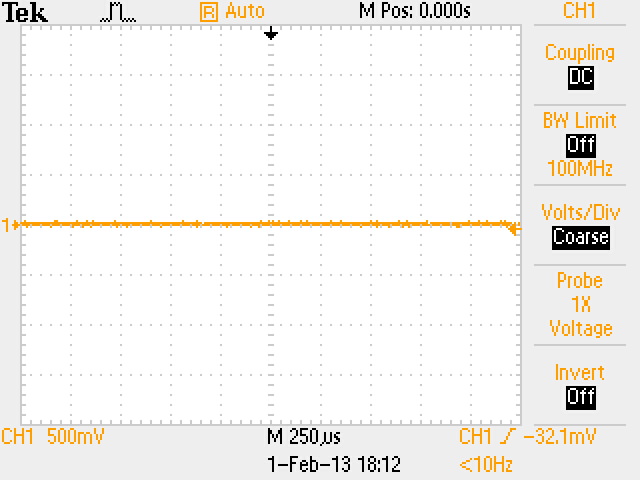 Tek R Auto M Pos: 0.000s CH1
Coupling
DC
BW Limit
Off
100MHz
Volts/Div
Coarse
Probe
1X
Voltage
Invert
Off
1
CH1 500mV M 250µs CH1 -32.1mV
1-Feb-13 18:12 <10Hz